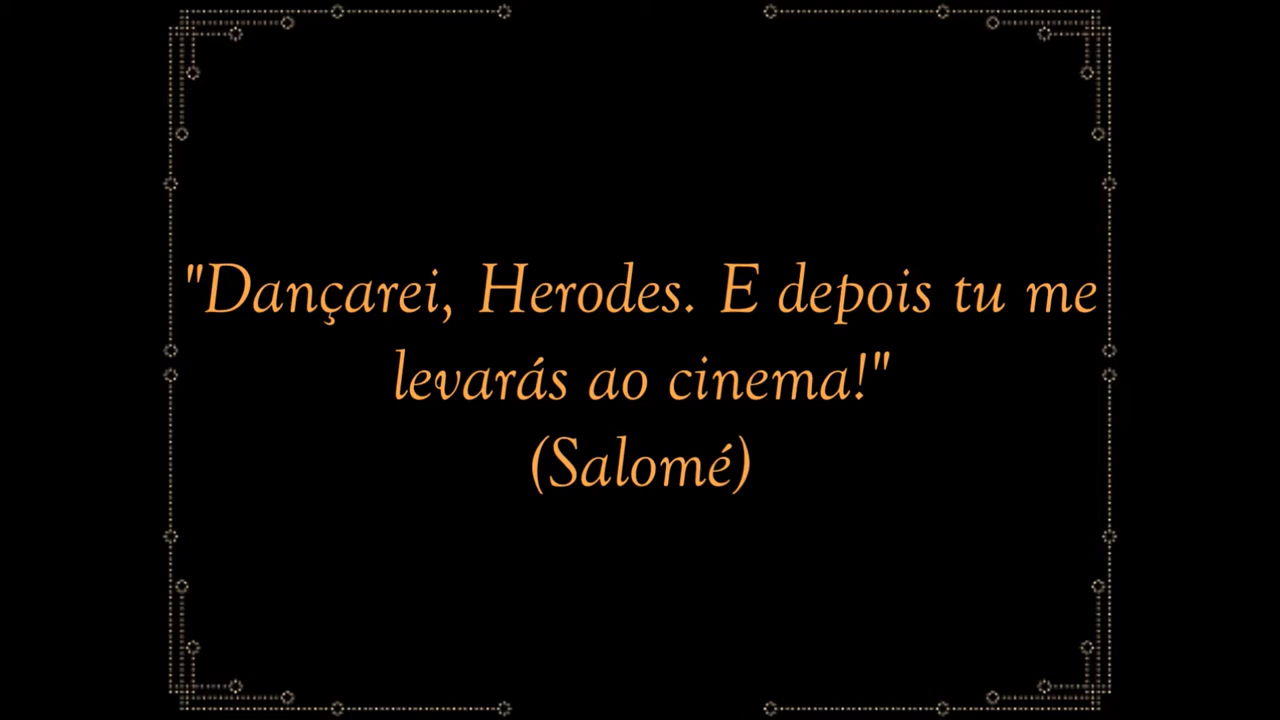 "Dançarei, Herodes. E depois tu me
levarás ao cinema!"
(Salomé)